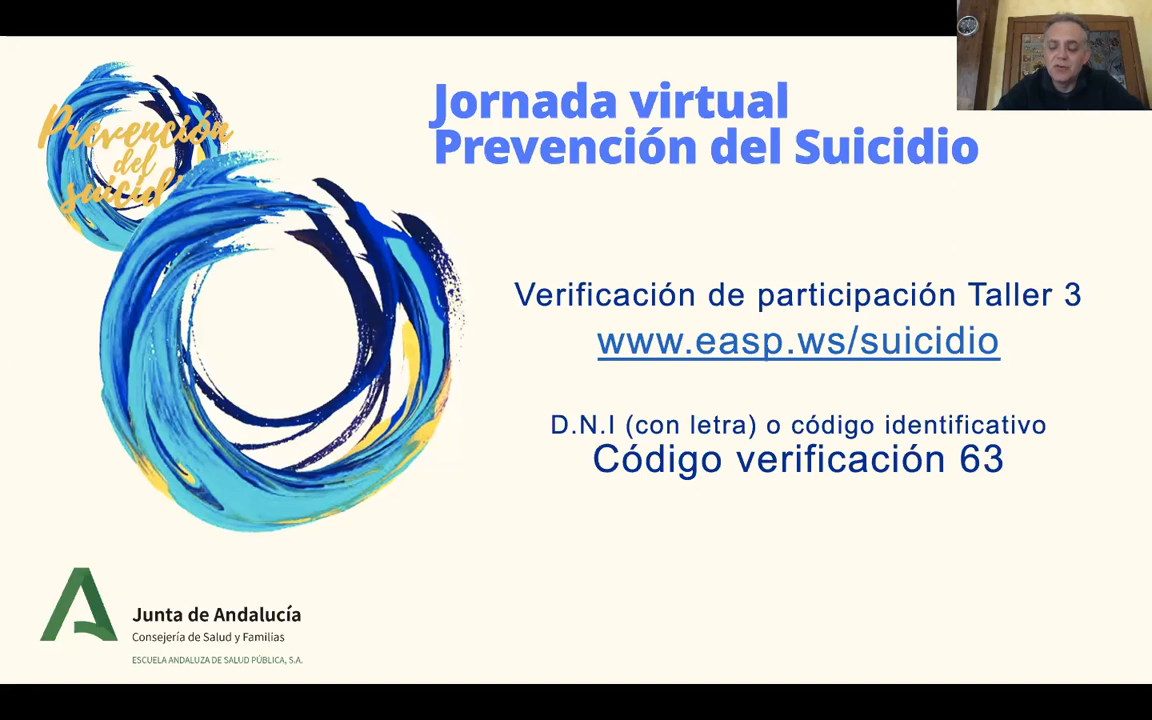 Prevención
del
Jornada virtual
Prevención del Suicidio
Verificación de participación Taller 3
www.easp.ws/suicidio
D.N.I (con letra) o código identificativo
Código verificación 63
Junta de Andalucía
Consejería de Salud y Familias
ESCUELA ANDALUZA DE SALUD PÚBLICA, S.A.